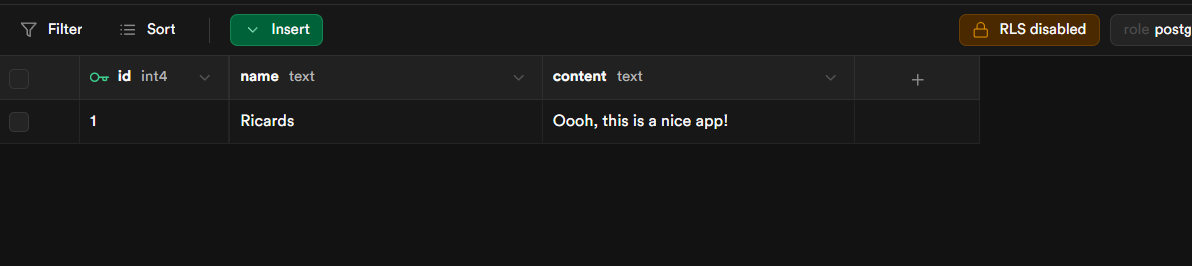 Filter Sort Insert RLS disabled role postg
id int4 name text content text
1 Ricards Oooh, this is a nice app!